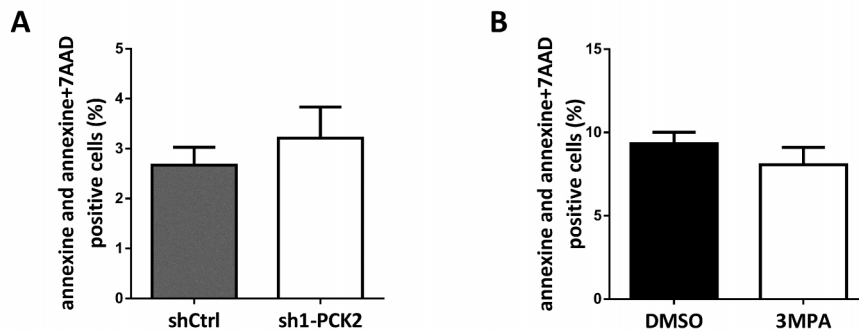 A
annexine and annexine+7AAD
positive cells (%)
5
4
3
2
1
0
shCtrl
sh1-PCK2
B
annexine and annexine+7AAD
positive cells (%)
15
10
5
0
DMSO
3MPA